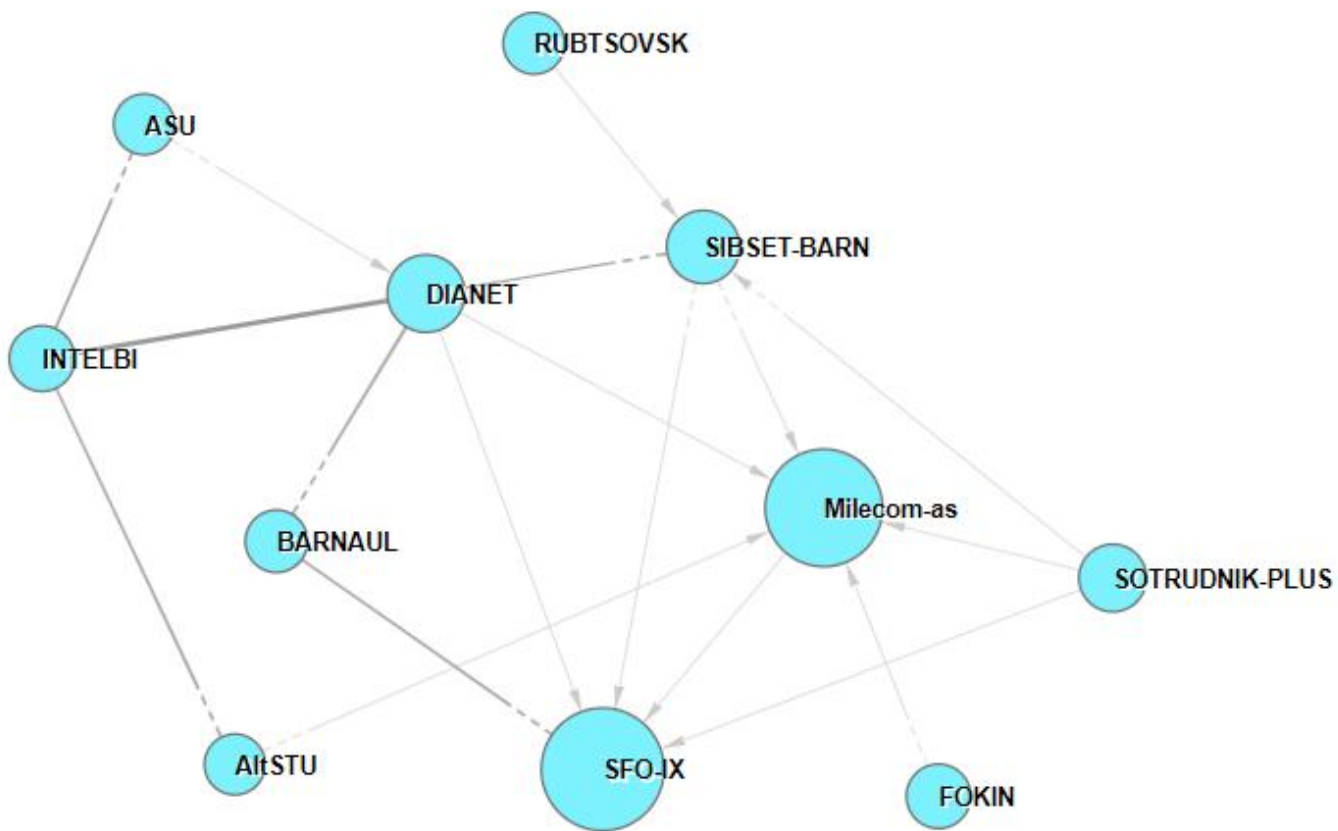 RUBTSOVSK
ASU
SIBSET-BARN
DIANET
INTELBI
Milecom-as
BARNAUL
SOTRUDNIK-PLUS
AltSTU
SFO-IX
FOKIN